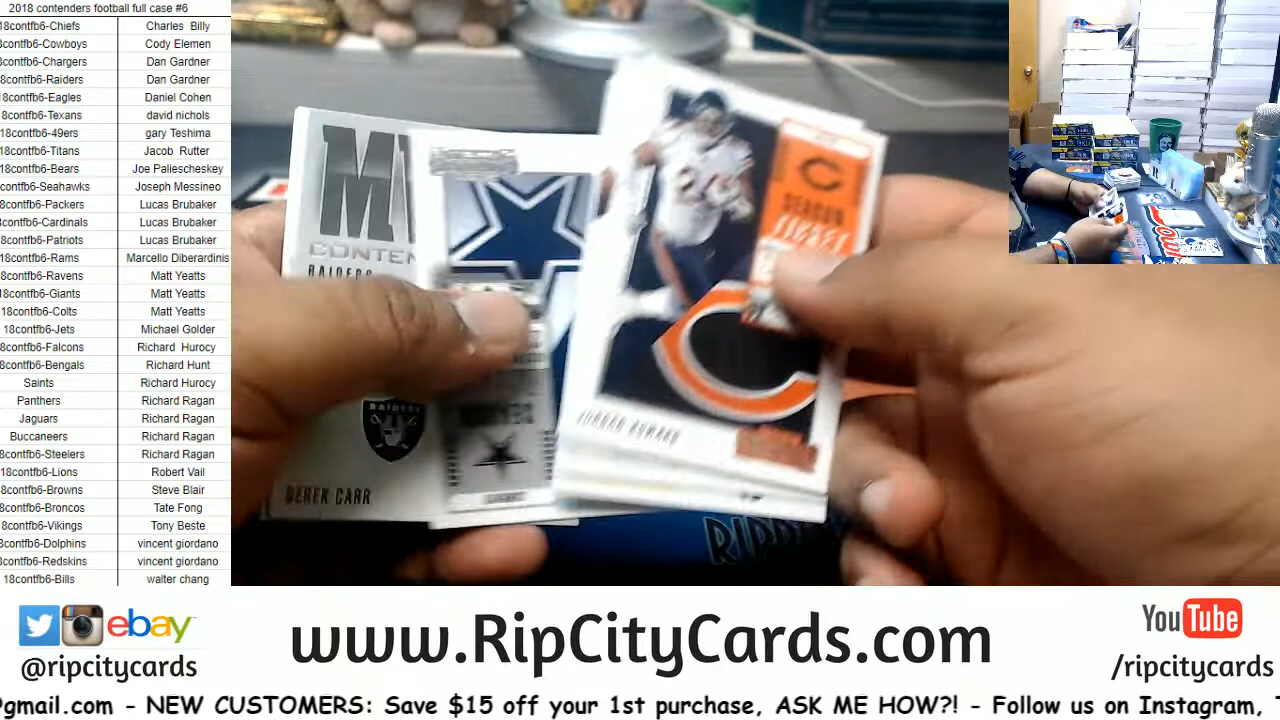 2018 contenders football full case #6
18contfb6-Chiefs Charles Billy
8contfb6-Cowboys Cody Elemen
8contfb6-Chargers Dan Gardner
8contfb6-Raiders Dan Gardner
8contfb6-Eagles Daniel Cohen
8contfb6-Texans david nichols
18contfb6-49ers gary Teshima
18contfb6-Titans Jacob Rutter
18contfb6-Bears Joe Paliescheskey
contfb6-Seahawks Joseph Messineo
8contfb6-Packers Lucas Brubaker
contfb6-Cardinals Lucas Brubaker
8contfb6-Patriots Lucas Brubaker
18contfb6-Rams Marcello Diberardinis
8contfb6-Ravens Matt Yeatts
18contfb6-Giants Matt Yeatts
18contfb6-Colts Matt Yeatts
18contfb6-Jets Michael Golder
8contfb6-Falcons Richard Hurocy
8contfb6-Bengals Richard Hunt
Saints Richard Hurocy
Panthers Richard Ragan
Jaguars Richard Ragan
Buccaneers Richard Ragan
8contfb6-Steelers Richard Ragan
18contfb6-Lions Robert Vail
8contfb6-Browns Steve Blair
8contfb6-Broncos Tate Fong
8contfb6-Vikings Tony Beste
8contfb6-Dolphins vincent giordano
contfb6-Redskins vincent giordano
18contfb6-Bills walter chang
CONTEN
RAIDERS
RAIDERS
DEREK CARR
SEASON
TICKET
JORDAN HOWARD
ebay
@ripcitycards
www.RipCityCards.com
YouTube
/ripcitycards
@gmail.com - NEW CUSTOMERS: Save $15 off your 1st purchase, ASK ME HOW?! - Follow us on Instagram,